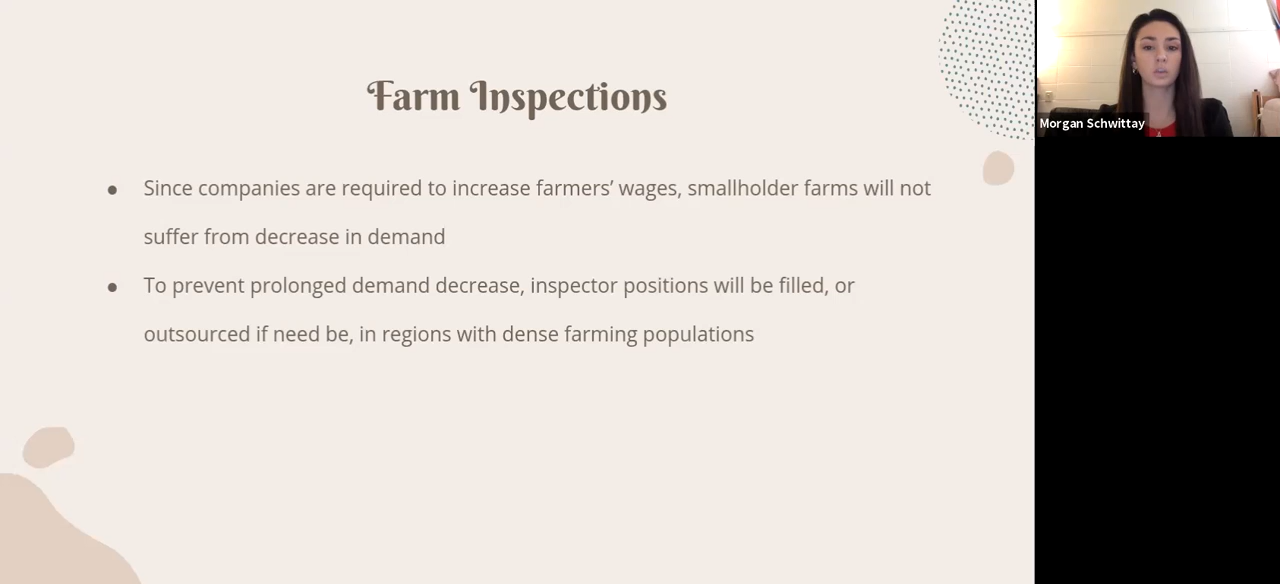 Farm Inspections
● Since companies are required to increase farmers’ wages, smallholder farms will not
suffer from decrease in demand
● To prevent prolonged demand decrease, inspector positions will be filled, or
outsourced if need be, in regions with dense farming populations
Morgan Schwittay